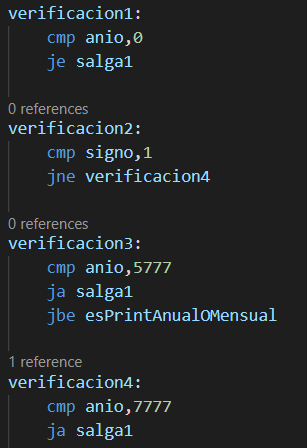 verificacion1:
cmp anio,0
je salga1
0 references
verificacion2:
cmp signo,1
jne verificacion4
0 references
verificacion3:
cmp anio,5777
ja salga1
jbe esPrintAnualOMensual
1 reference
verificacion4:
cmp anio,7777
ja salga1